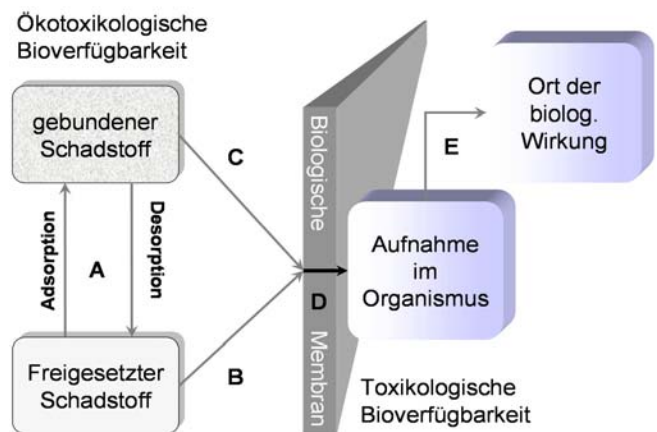 Ökotoxikologische
Bioverfügbarkeit
gebundener
Schadstoff
C
Adsorption
A
Desorption
Freigesetzter
Schadstoff
B
Biologische
Membran
D
Aufnahme
im
Organismus
E
Ort der
biolog.
Wirkung
Toxikologische
Bioverfügbarkeit